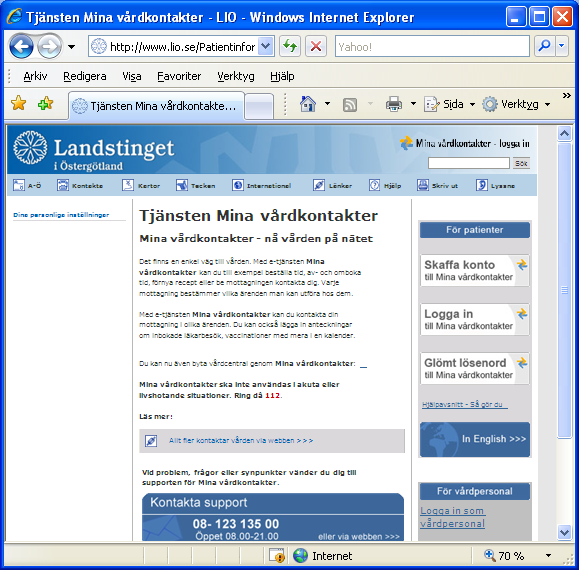 Tjänsten Mina vårdkontakter - LIO - Windows Internet Explorer
http://www.lio.se/Patientinfor
Yahoo!
Arkiv Redigera Visa Favoriter Verktyg Hjälp
Tjänsten Mina vårdkontakte...
Sida Verktyg
Landstinget
i Östergötland
Mina vårdkontakter - logga in
Sök
A-Ö Kontakta Kartor Tecken International Länkar Hjälp Skriv ut Lyssna
Dina personliga inställningar
Tjänsten Mina vårdkontakter
Mina vårdkontakter - nå vården på nätet
Det finns en enkel väg till vården. Med e-tjänsten Mina
vårdkontakter kan du till exempel beställa tid, av- och omboka
tid, förnya recept eller be mottagningen kontakta dig. Varje
mottagning bestämmer vilka ärenden man kan utföra hos dem.
Med e-tjänsten Mina vårdkontakter kan du kontakta din
mottagning i olika ärenden. Du kan också lägga in anteckningar
om inbokade läkarbesök, vaccinationer med mera i en kalender.
Du kan nu även byta vårdcentral genom Mina vårdkontakter:
Mina vårdkontakter ska inte användas i akuta eller
livshotande situationer. Ring då 112.
Läs mer:
Allt fler kontaktar vården via webben >>>
Vid problem, frågor eller synpunkter vänder du dig till
supporten för Mina vårdkontakter.
Kontakta support
08- 123 135 00
Öppet 08.00-21.00 eller via webben >>>
För patienter
Skaffa konto
till Mina vårdkontakter
Logga in
till Mina vårdkontakter
Glömt lösenord
till Mina vårdkontakter
Hjälpavsnitt - Så gör du
In English >>>
För vårdpersonal
Logga in som
vårdpersonal
Internet
70 %